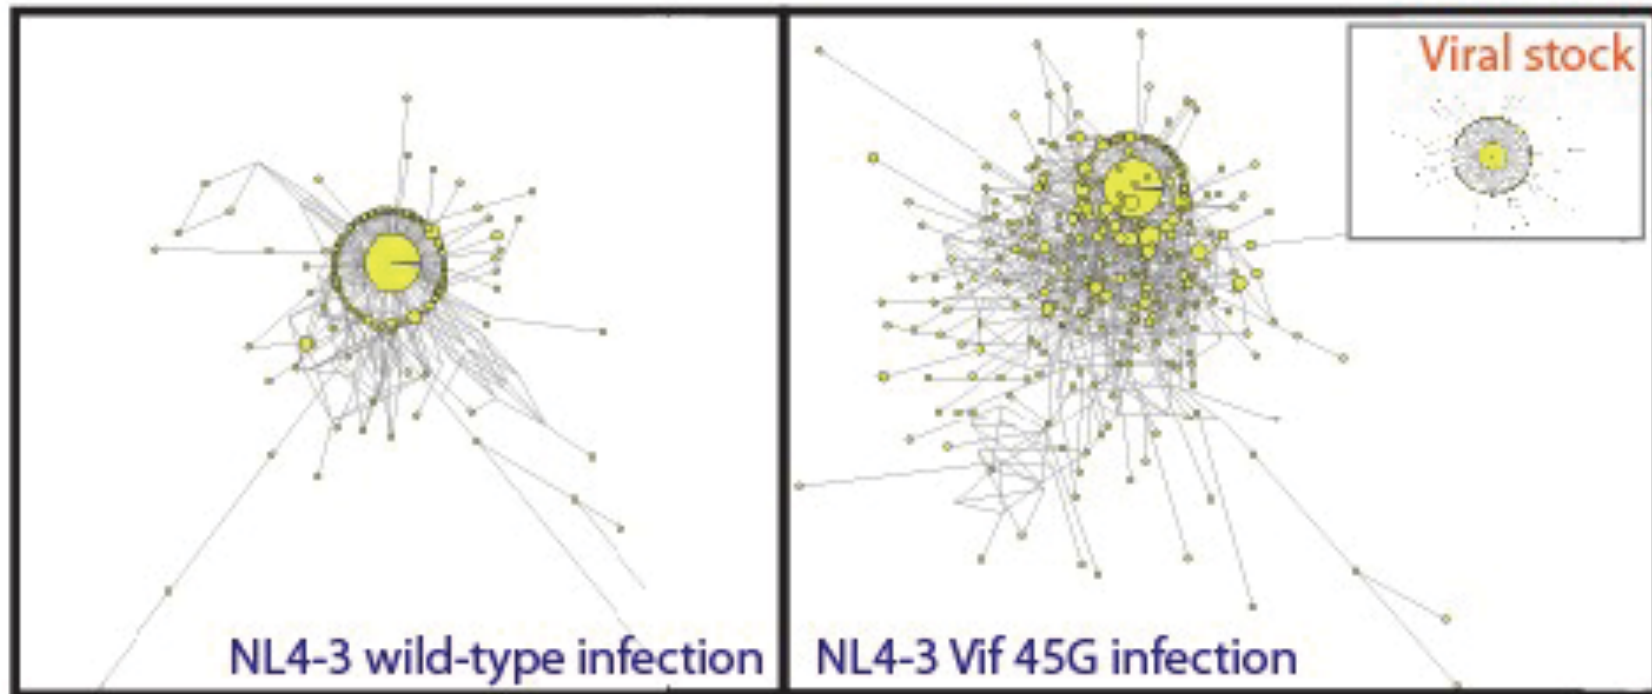 Viral stock
NL4-3 wild-type infection
NL4-3 Vif 45G infection